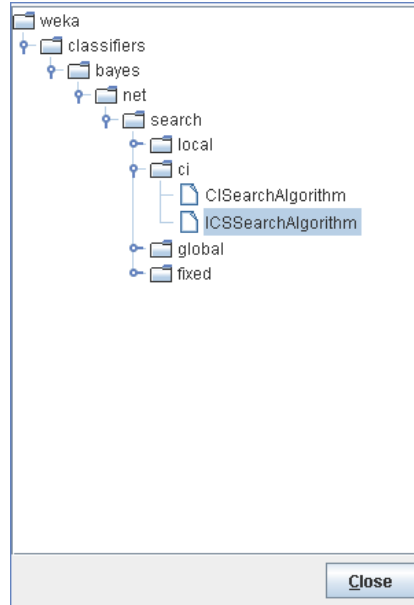 weka
classifiers
bayes
net
search
local
ci
CISearchAlgorithm
ICSSearchAlgorithm
global
fixed
Close